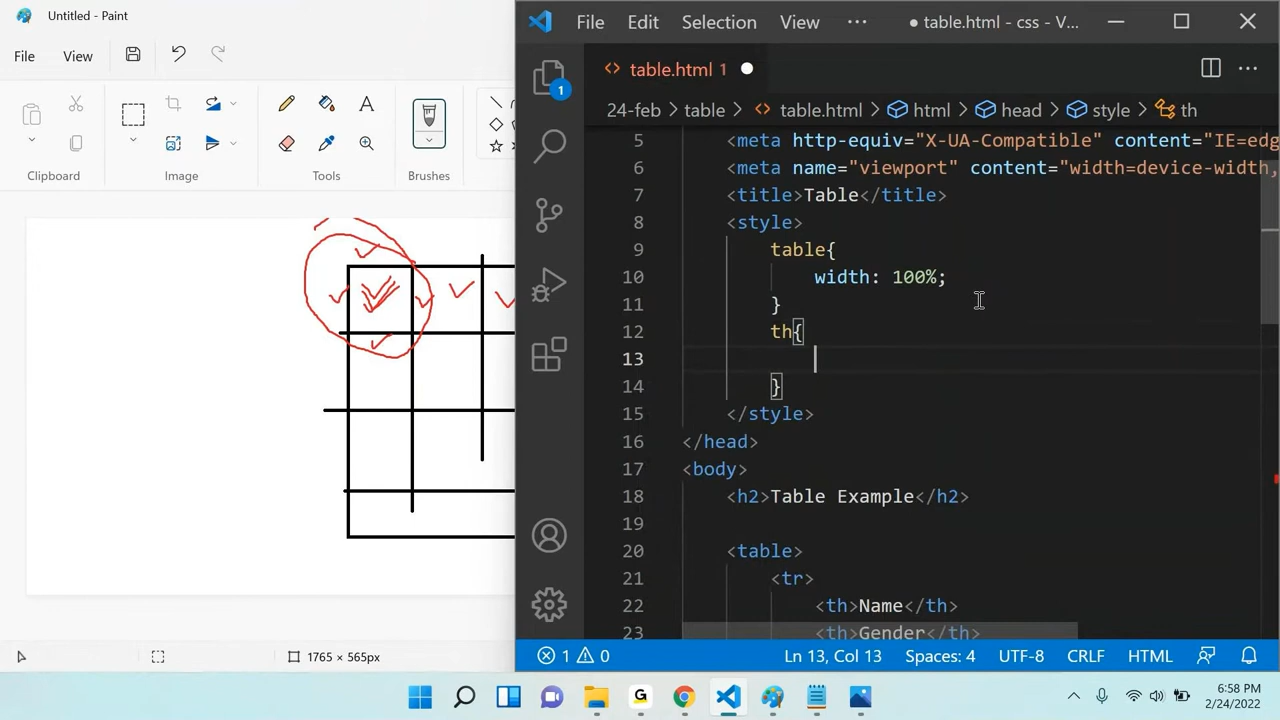 Untitled - Paint
File View
Clipboard
Image
Tools
Brushes
1765 × 565px
File Edit Selection View ··· ● table.html - css - V...
1
<> table.html 1 ●
24-feb > table > <> table.html > html > head > style > th
5 <meta http-equiv="X-UA-Compatible" content="IE=edg
6 <meta name="viewport" content="width=device-width,
7 <title>Table</title>
8 <style>
9 table{
10 width: 100%;
11 }
12 th{
13
14 }
15 </style>
16 </head>
17 <body>
18 <h2>Table Example</h2>
19
20 <table>
21 <tr>
22 <th>Name</th>
23 <th>Gender</th>
1 0 Ln 13, Col 13 Spaces: 4 UTF-8 CRLF HTML
6:58 PM
2/24/2022